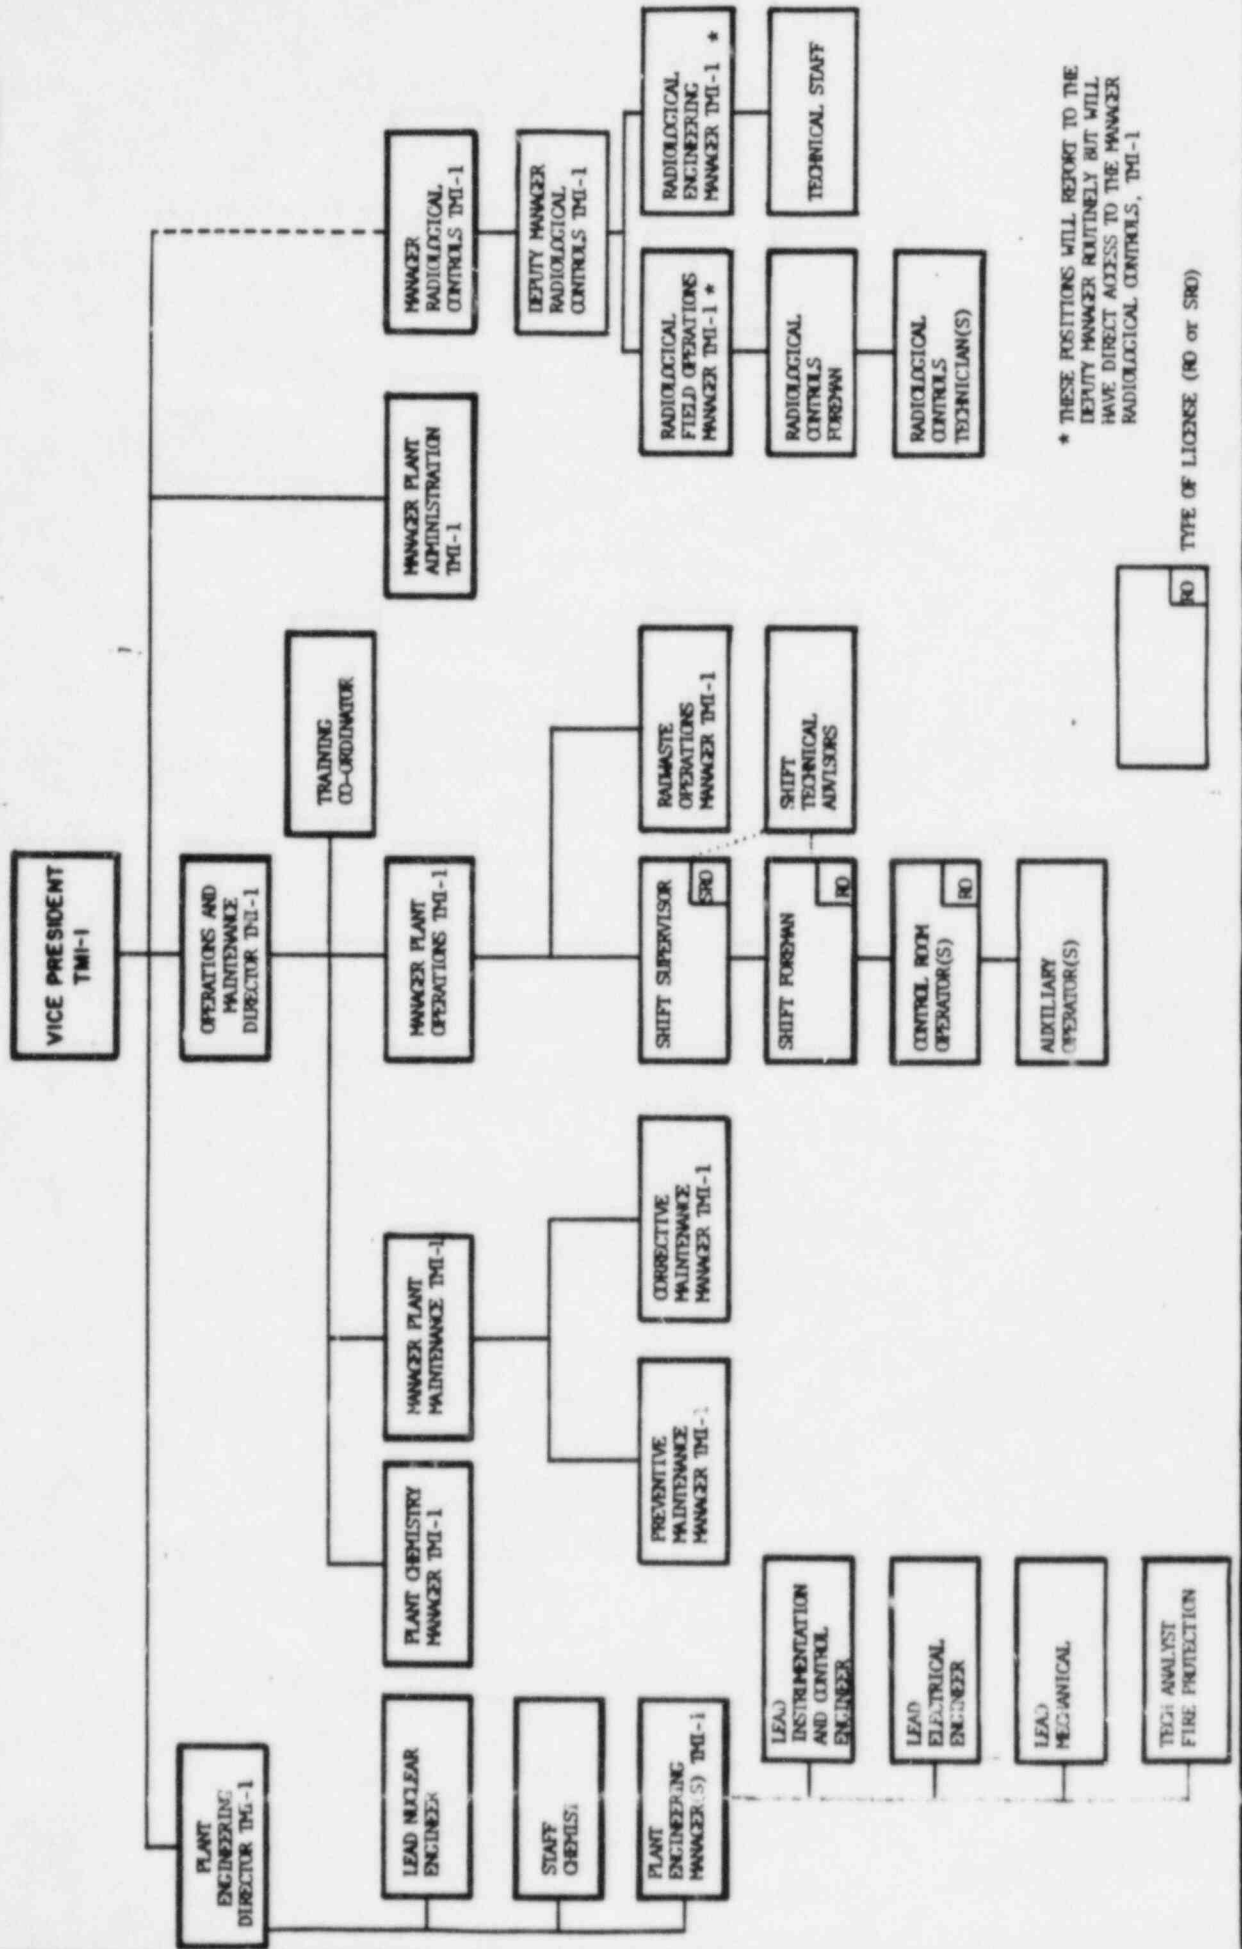 VICE PRESIDENT
TMI-1
PLANT
ENGINEERING
DIRECTOR TMI-1
OPERATIONS AND
MAINTENANCE
DIRECTOR TMI-1
TRAINING
CO-ORDINATOR
LEAD NUCLEAR
ENGINEER
PLANT CHEMISTRY
MANAGER TMI-1
MANAGER PLANT
MAINTENANCE TMI-1
MANAGER PLANT
OPERATIONS TMI-1
MANAGER PLANT
ADMINISTRATION
TMI-1
MANAGER
RADIOLOGICAL
CONTROLS TMI-1
STAFF
CHEMIST
DEPUTY MANAGER
RADIOLOGICAL
CONTROLS TMI-1
PLANT
ENGINEERING
MANAGER(S) TMI-1
PREVENTIVE
MAINTENANCE
MANAGER TMI-1
CORRECTIVE
MAINTENANCE
MANAGER TMI-1
SHIFT SUPERVISOR
SRO
RADWASTE
OPERATIONS
MANAGER TMI-1
RADIOLOGICAL
FIELD OPERATIONS
MANAGER TMI-1 *
RADIOLOGICAL
ENGINEERING
MANAGER TMI-1 *
LEAD
INSTRUMENTATION
AND CONTROL
ENGINEER
SHIFT FOREMAN
RO
SHIFT
TECHNICAL
ADVISORS
RADIOLOGICAL
CONTROLS
FOREMAN
TECHNICAL STAFF
LEAD
ELECTRICAL
ENGINEER
CONTROL ROOM
OPERATOR(S)
RO
RADIOLOGICAL
CONTROLS
TECHNICIAN(S)
LEAD
MECHANICAL
AUXILIARY
OPERATOR(S)
TECH ANALYST
FIRE PROTECTION
* THESE POSITIONS WILL REPORT TO THE
DEPUTY MANAGER ROUTINELY BUT WILL
HAVE DIRECT ACCESS TO THE MANAGER
RADIOLOGICAL CONTROLS, TMI-1
RO TYPE OF LICENSE (RO or SRO)